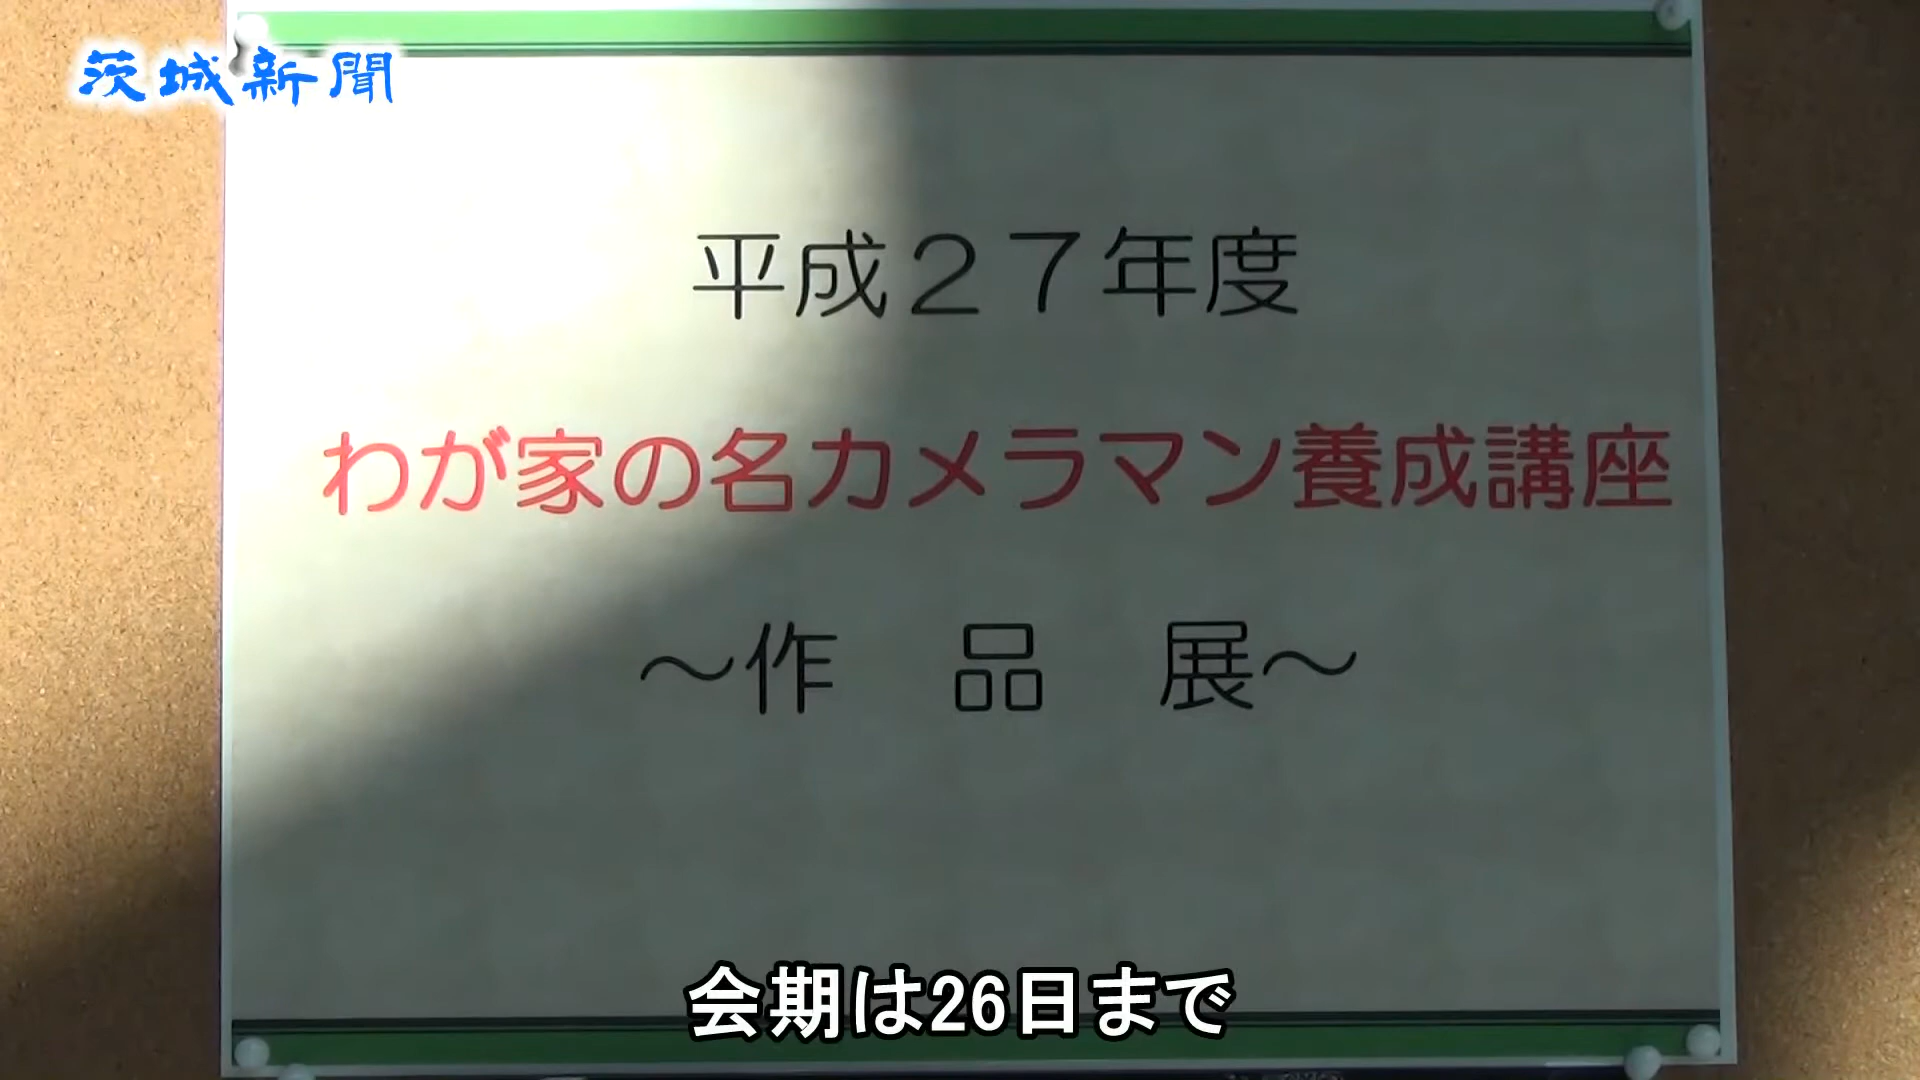 茨城新聞
平成２７年度
わが家の名カメラマン養成講座
～作　品　展～
会期は26日まで